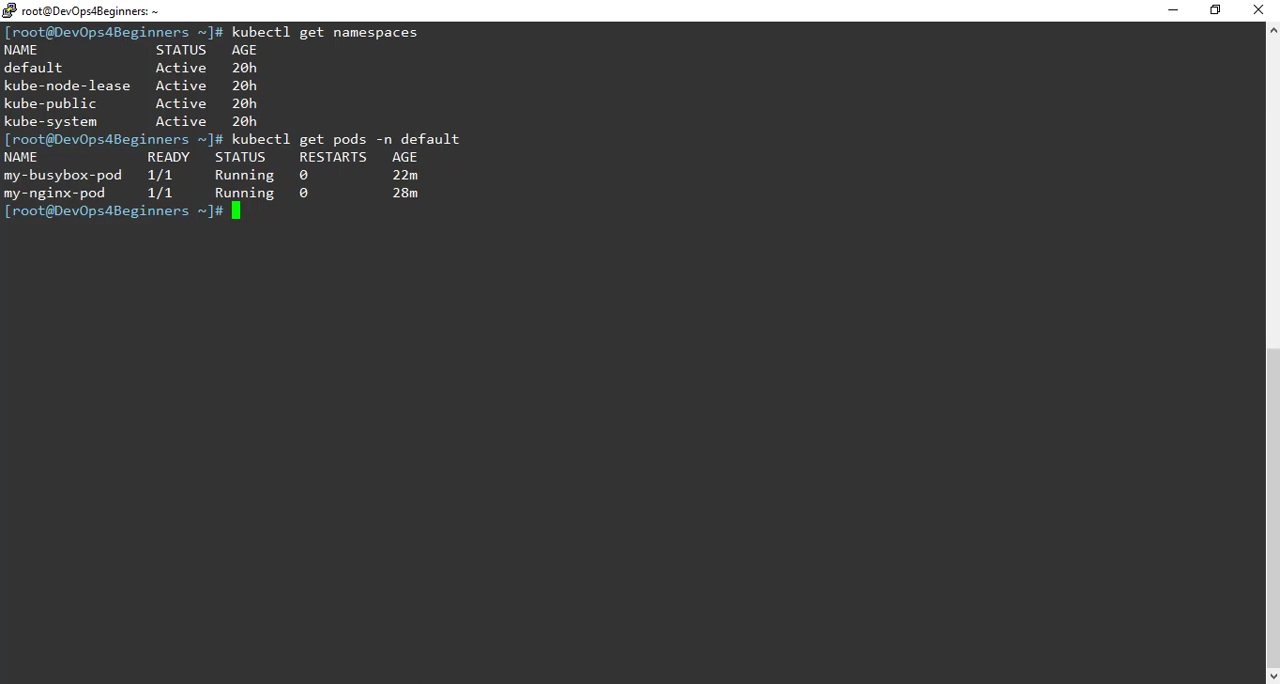 root@DevOps4Beginners: ~
[root@DevOps4Beginners ~]# kubectl get namespaces
NAME              STATUS   AGE
default           Active   20h
kube-node-lease   Active   20h
kube-public       Active   20h
kube-system       Active   20h
[root@DevOps4Beginners ~]# kubectl get pods -n default
NAME             READY   STATUS    RESTARTS   AGE
my-busybox-pod   1/1     Running   0          22m
my-nginx-pod     1/1     Running   0          28m
[root@DevOps4Beginners ~]#